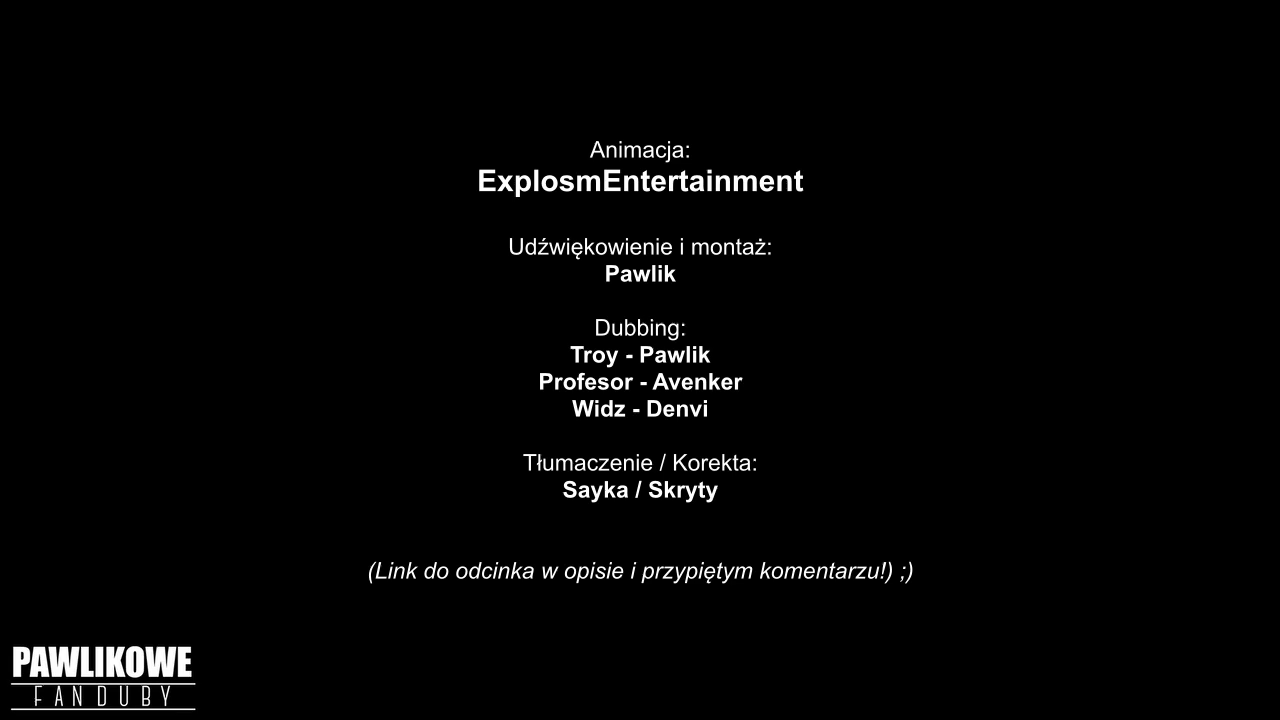 Animacja:
ExplosmEntertainment
Udźwiękowienie i montaż:
Pawlik
Dubbing:
Troy - Pawlik
Profesor - Avenker
Widz - Denvi
Tłumaczenie / Korekta:
Sayka / Skryty
(Link do odcinka w opisie i przypiętym komentarzu!) ;)
PAWLIKOWE
FANDUBY